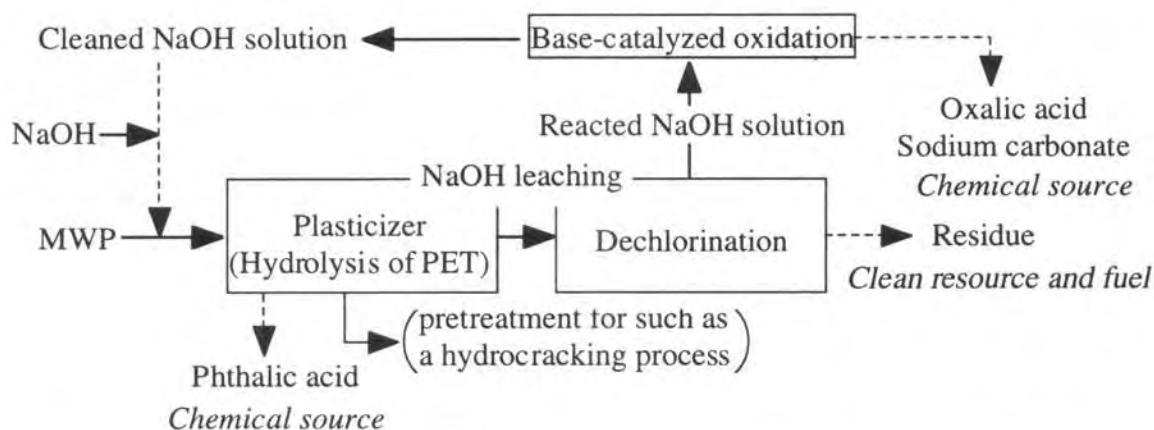 Cleaned NaOH solution
Base-catalyzed oxidation
NaOH
Reacted NaOH solution
Oxalic acid
Sodium carbonate
Chemical source
NaOH leaching
MWP
Plasticizer
(Hydrolysis of PET)
Dechlorination
Residue
Clean resource and fuel
(pretreatment for such as
a hydrocracking process)
Phthalic acid
Chemical source